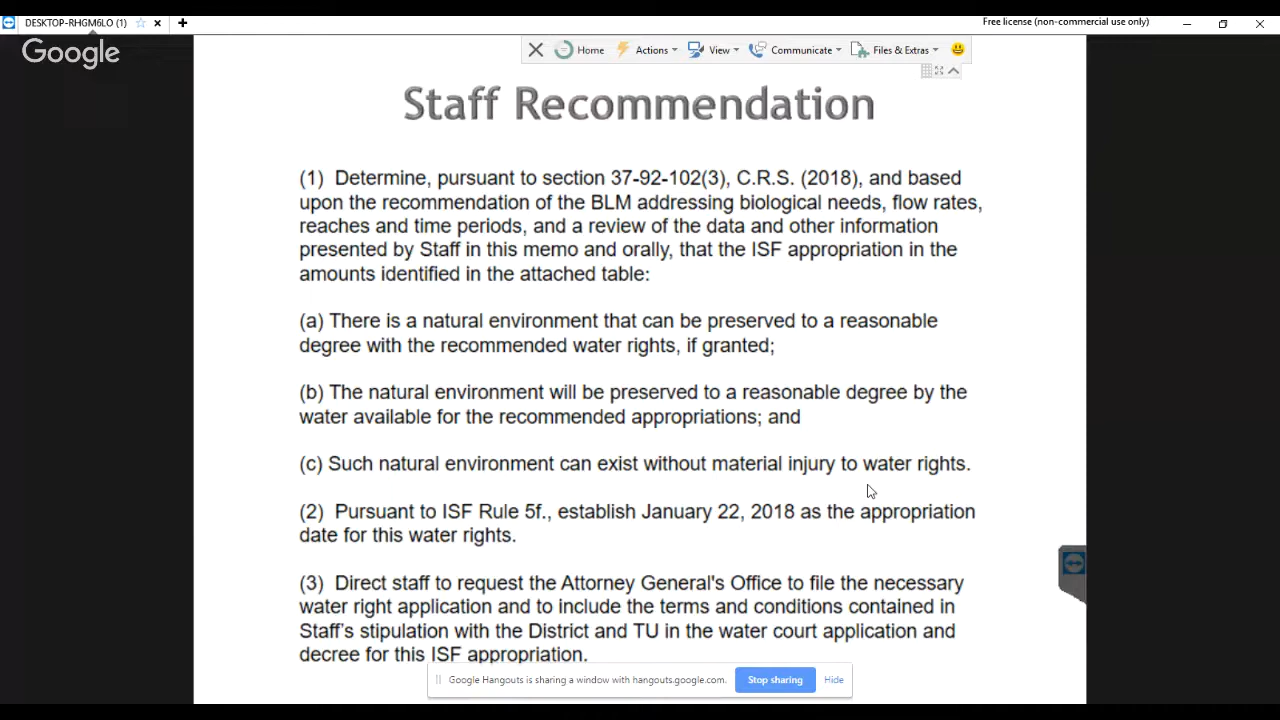 DESKTOP-RHGM6LO (1)
Free license (non-commercial use only)
Google
Home Actions View Communicate Files & Extras
Staff Recommendation
(1) Determine, pursuant to section 37-92-102(3), C.R.S. (2018), and based
upon the recommendation of the BLM addressing biological needs, flow rates,
reaches and time periods, and a review of the data and other information
presented by Staff in this memo and orally, that the ISF appropriation in the
amounts identified in the attached table:
(a) There is a natural environment that can be preserved to a reasonable
degree with the recommended water rights, if granted;
(b) The natural environment will be preserved to a reasonable degree by the
water available for the recommended appropriations; and
(c) Such natural environment can exist without material injury to water rights.
(2) Pursuant to ISF Rule 5f., establish January 22, 2018 as the appropriation
date for this water rights.
(3) Direct staff to request the Attorney General's Office to file the necessary
water right application and to include the terms and conditions contained in
Staff's stipulation with the District and TU in the water court application and
decree for this ISF appropriation.
Google Hangouts is sharing a window with hangouts.google.com. Stop sharing Hide